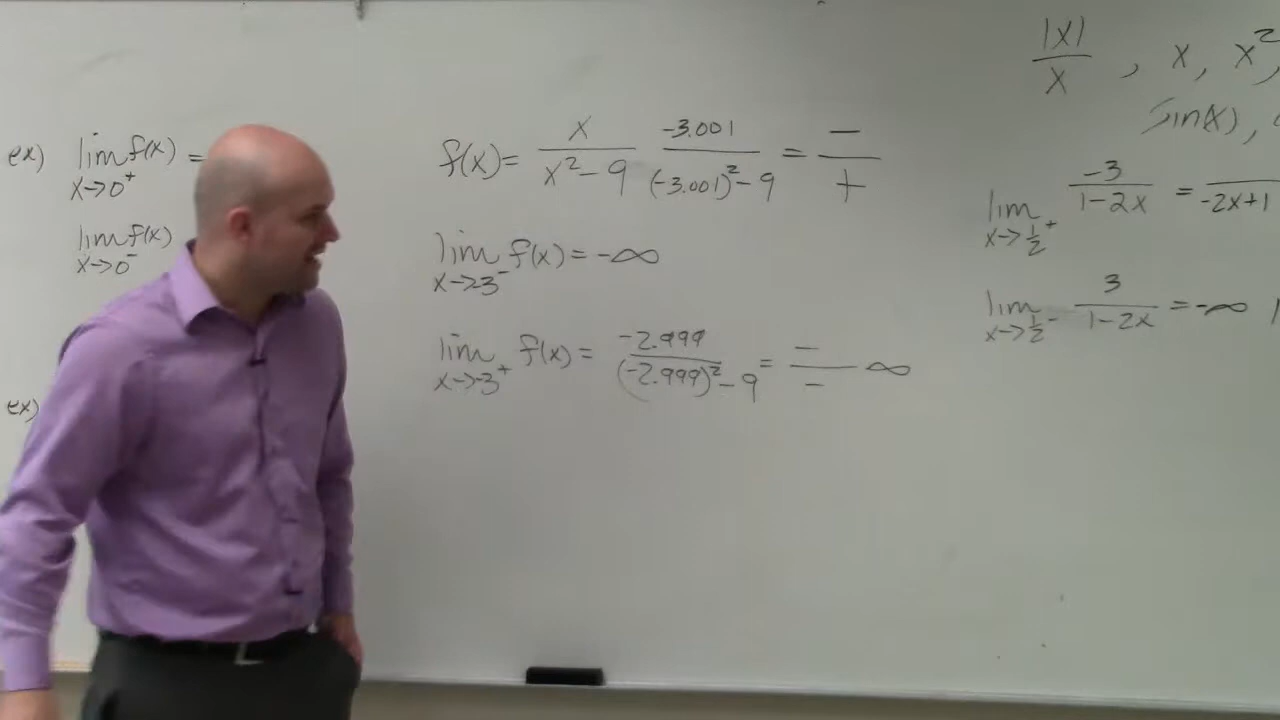 ex) lim f(x) =
x→0⁺
lim f(x)
x→0⁻
ex)
f(x) = x/(x²-9) -3.001/((-3.001)²-9) = -/+
lim f(x) = -∞
x→-3⁻
lim f(x) = -2.999/((-2.999)²-9) = -/- ∞
x→-3⁺
|x|/x , x, x²,
sin(x),
lim -3/(1-2x) = /(-2x+1
x→½⁺
lim 3/(1-2x) = -∞
x→½⁻